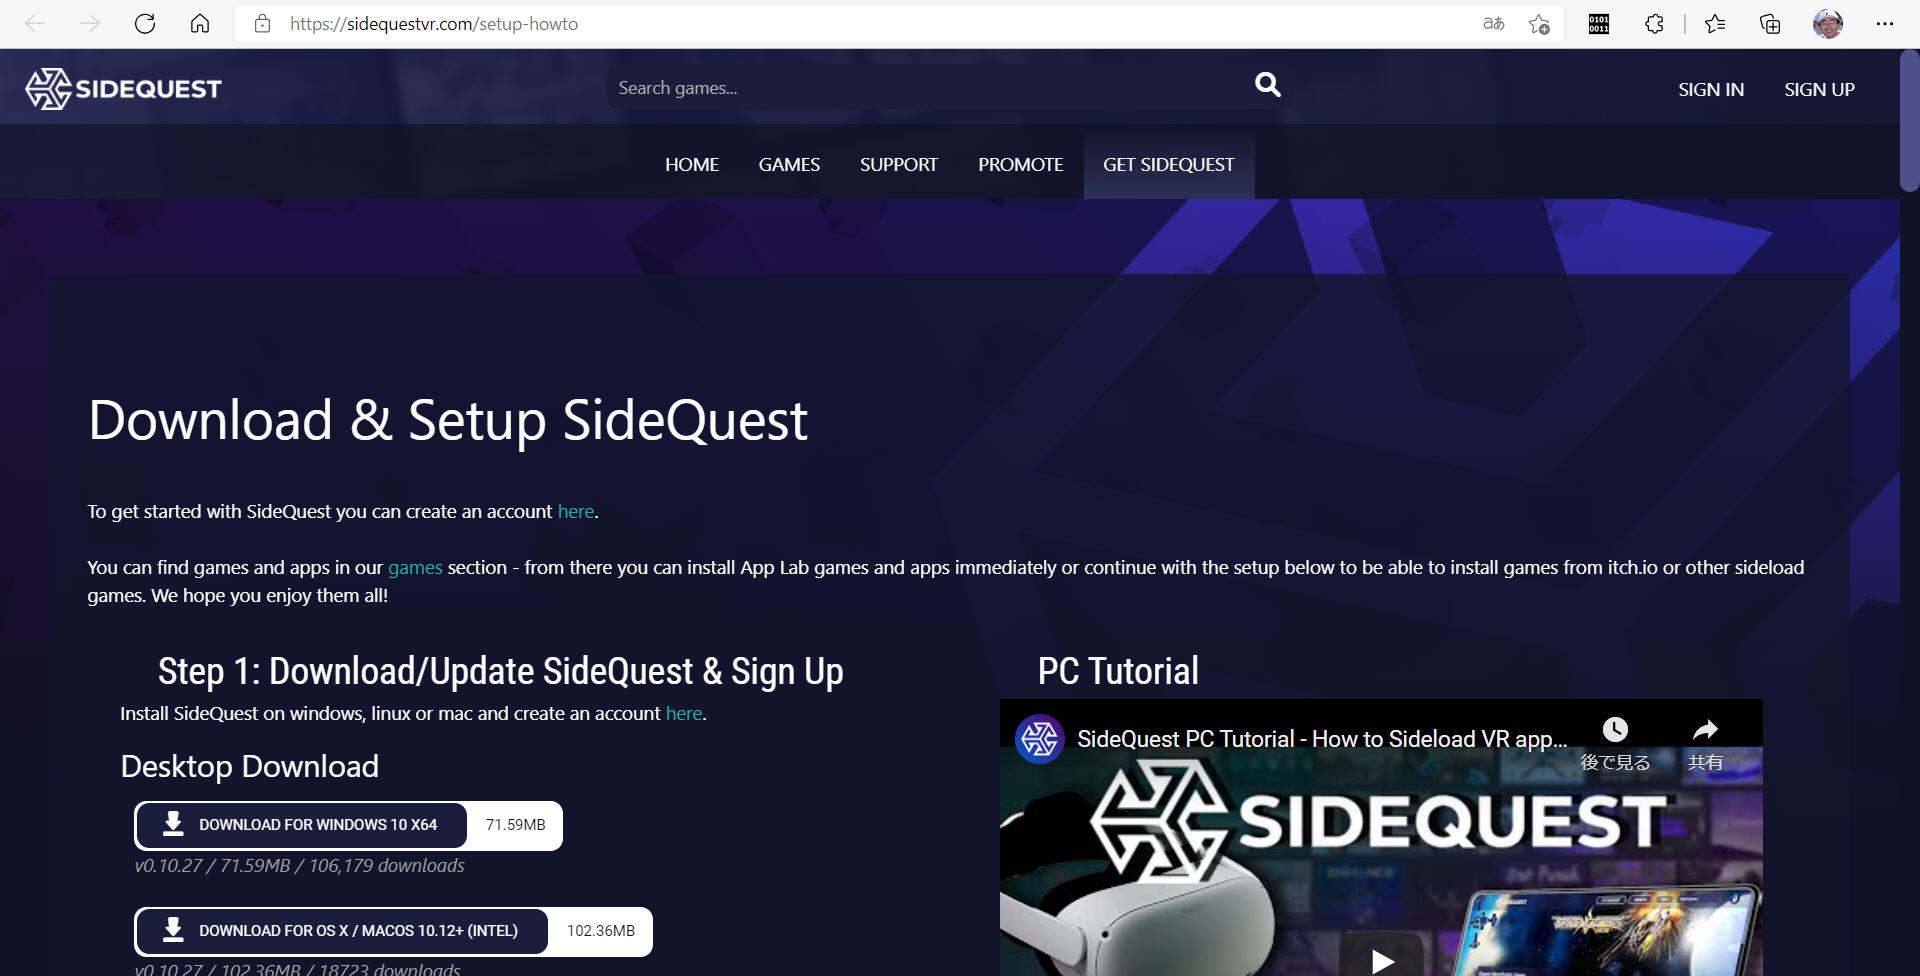 https://sidequestvr.com/setup-howto
aあ
0101
0011
SIDEQUEST
Search games...
SIGN IN
SIGN UP
HOME
GAMES
SUPPORT
PROMOTE
GET SIDEQUEST
Download & Setup SideQuest
To get started with SideQuest you can create an account here.
You can find games and apps in our games section - from there you can install App Lab games and apps immediately or continue with the setup below to be able to install games from itch.io or other sideload
games. We hope you enjoy them all!
Step 1: Download/Update SideQuest & Sign Up
Install SideQuest on windows, linux or mac and create an account here.
Desktop Download
DOWNLOAD FOR WINDOWS 10 X64
71.59MB
v0.10.27 / 71.59MB / 106,179 downloads
DOWNLOAD FOR OS X / MACOS 10.12+ (INTEL)
102.36MB
v0.10.27 / 102.36MB / 18723 downloads
PC Tutorial
SideQuest PC Tutorial - How to Sideload VR app...
後で見る
共有
SIDEQUEST